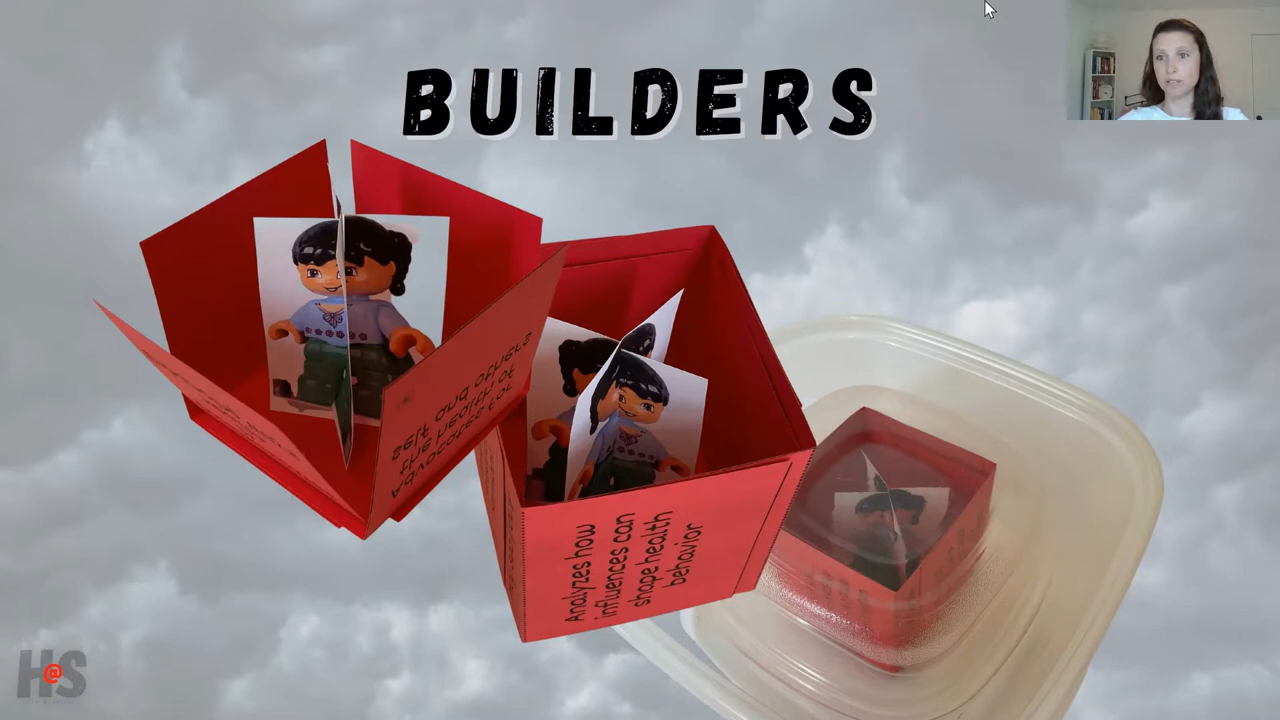 BUILDERS
Advocates for
the health of
self and others
Analyzes how
influences can
shape health
behavior
H@S